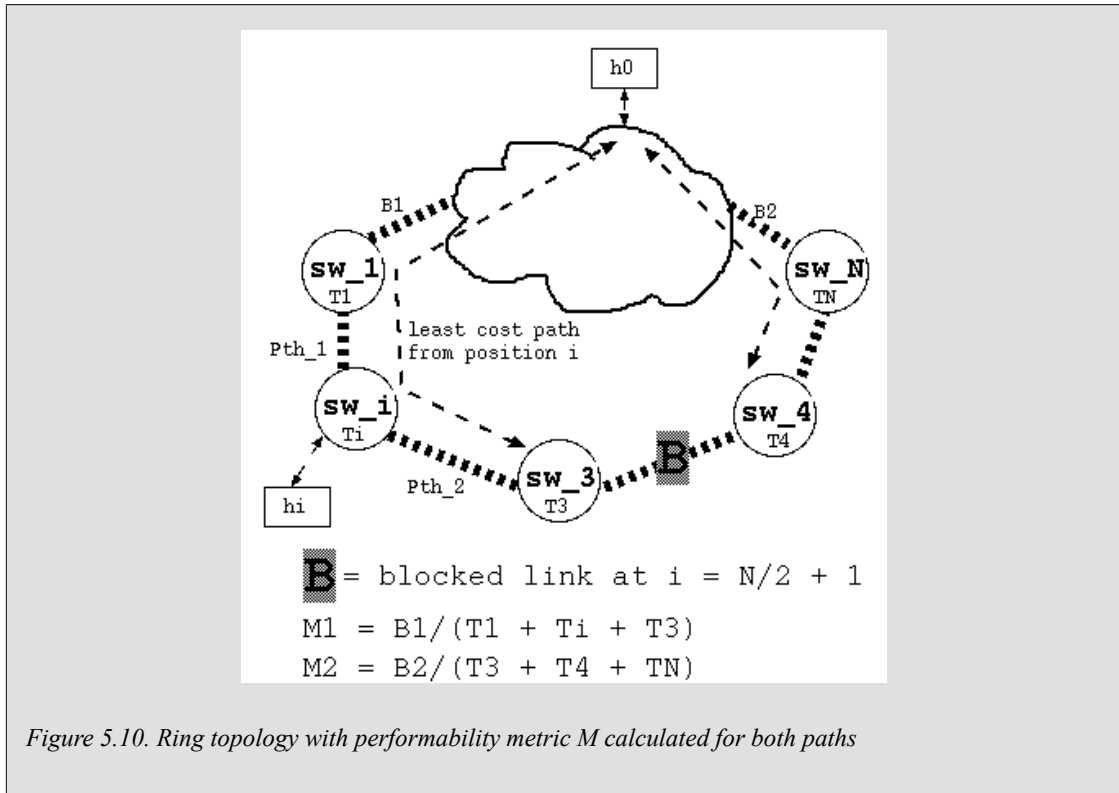 h0
B1
B2
sw_1
T1
sw_N
TN
least cost path
from position i
Pth_1
sw_i
Ti
sw_4
T4
B
Pth_2
sw_3
T3
hi
B = blocked link at i = N/2 + 1
M1 = B1/(T1 + Ti + T3)
M2 = B2/(T3 + T4 + TN)
Figure 5.10. Ring topology with performability metric M calculated for both paths